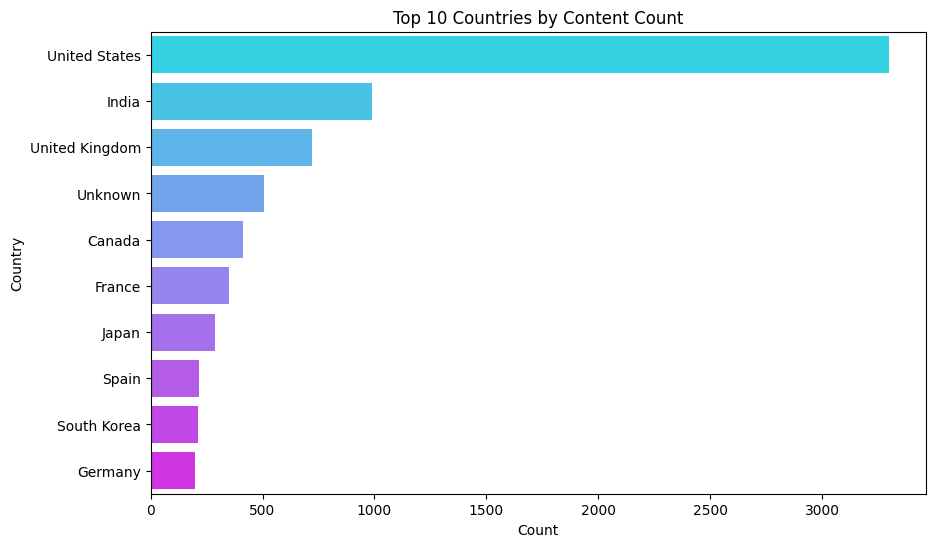 Top 10 Countries by Content Count
United States
India
United Kingdom
Unknown
Canada
France
Japan
Spain
South Korea
Germany
Country
0 500 1000 1500 2000 2500 3000
Count